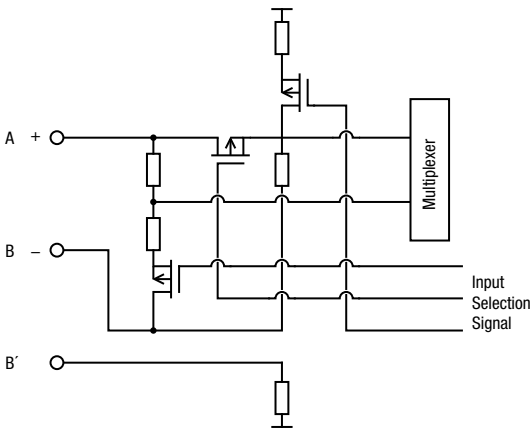 A +
Multiplexer
B –
Input
Selection
Signal
B´